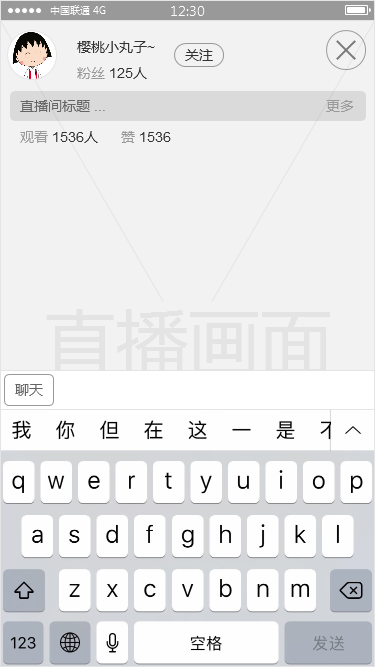 中国联通 4G 12:30
樱桃小丸子~ 关注
粉丝 125人
直播间标题 ... 更多
观看 1536人 赞 1536
直播画面
聊天
我 你 但 在 这 一 是 不
q w e r t y u i o p
a s d f g h j k l
z x c v b n m
123 空格 发送